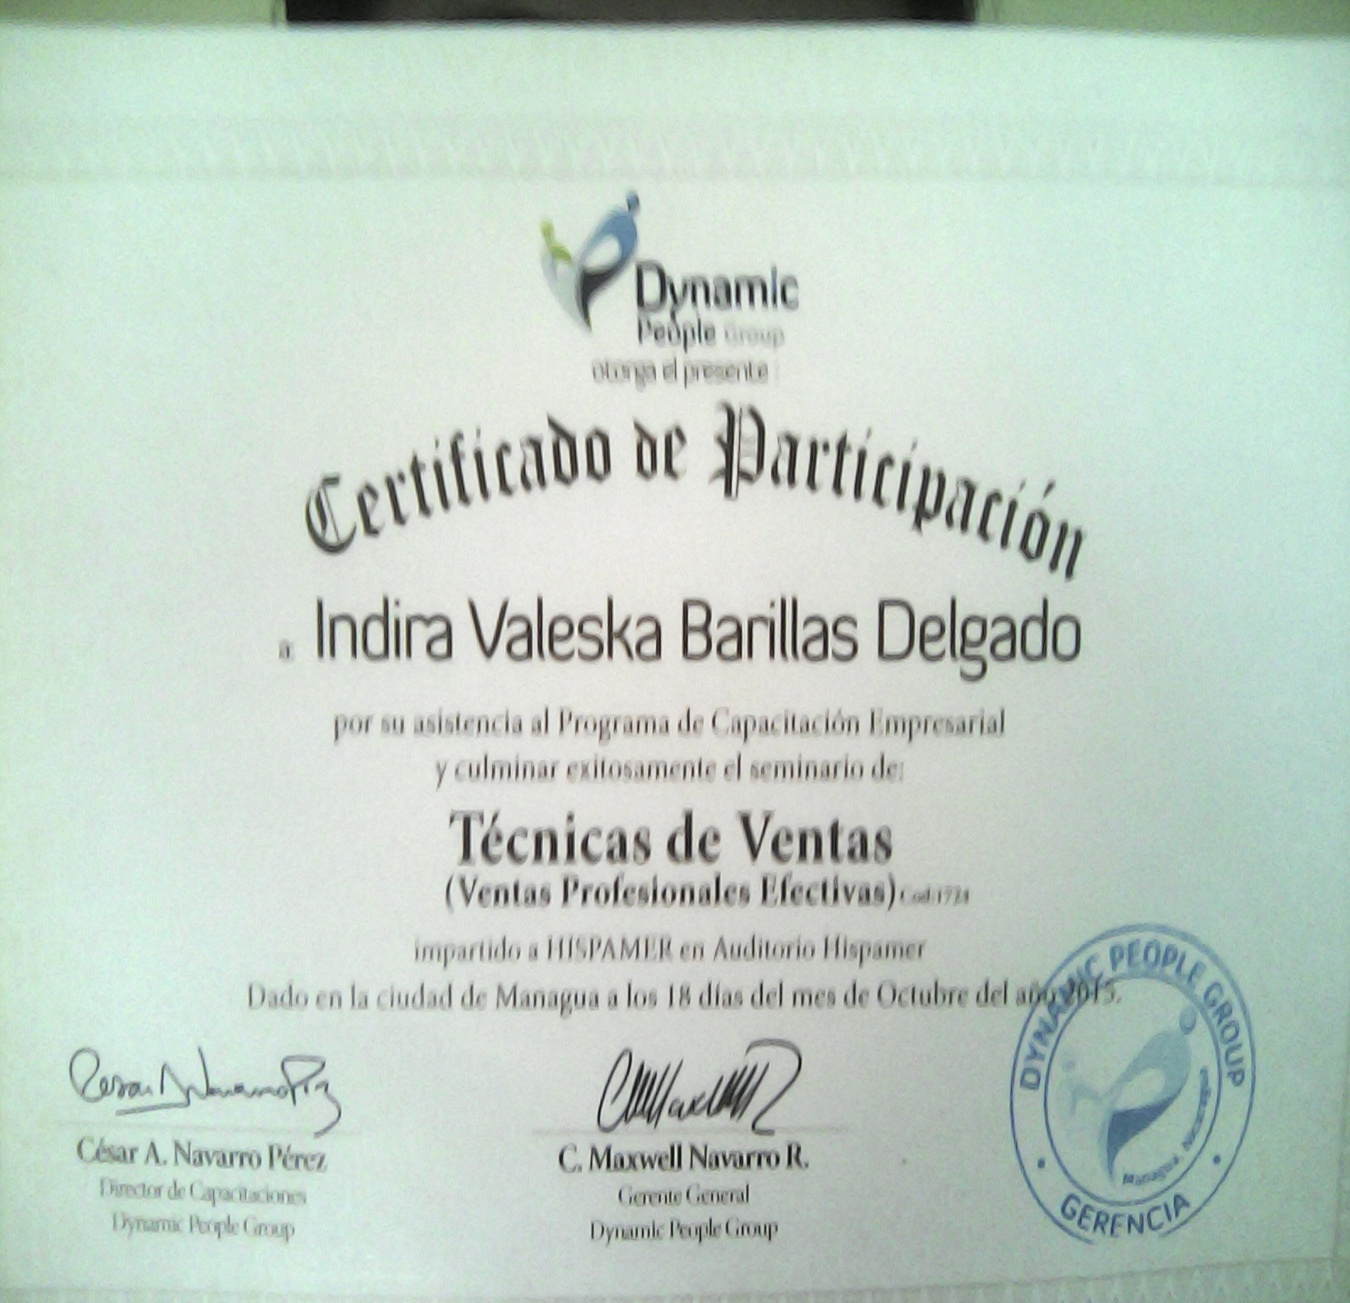 Dynamic
People Group
otorga el presente :
Certificado de Participación
a Indira Valeska Barillas Delgado
por su asistencia al Programa de Capacitación Empresarial
y culminar exitosamente el seminario de:
Técnicas de Ventas
(Ventas Profesionales Efectivas)
impartido a HISPAMER en Auditorio Hispamer
Dado en la ciudad de Managua a los 18 días del mes de Octubre del año 2015.
César A. Navarro Pérez
Director de Capacitaciones
Dynamic People Group
C. Maxwell Navarro R.
Gerente General
Dynamic People Group
DYNAMIC PEOPLE GROUP
Managua, Nicaragua
GERENCIA